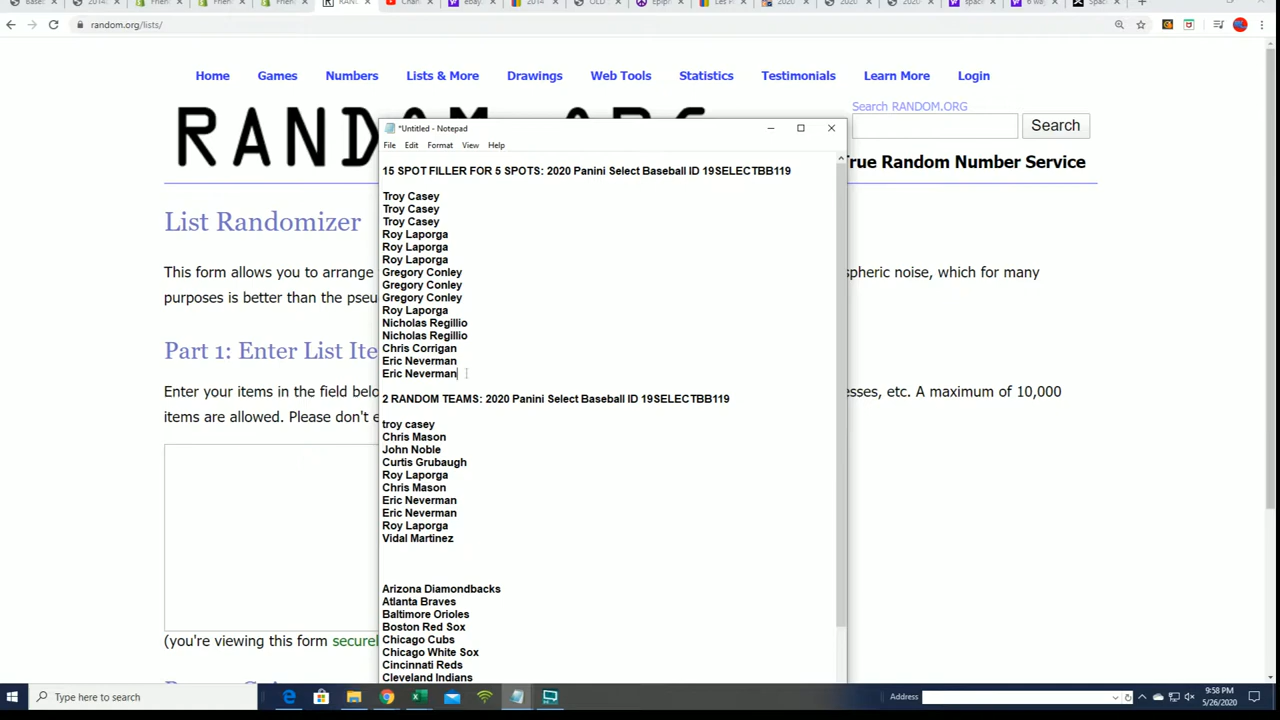 random.org/lists/
Home Games Numbers Lists & More Drawings Web Tools Statistics Testimonials Learn More Login
Search RANDOM.ORG
Search
RANDOM.ORG
True Random Number Service
*Untitled - Notepad
File Edit Format View Help
15 SPOT FILLER FOR 5 SPOTS: 2020 Panini Select Baseball ID 19SELECTBB119
Troy Casey
Troy Casey
Troy Casey
Roy Laporga
Roy Laporga
Roy Laporga
Gregory Conley
Gregory Conley
Gregory Conley
Roy Laporga
Nicholas Regillio
Nicholas Regillio
Chris Corrigan
Eric Neverman
Eric Neverman
2 RANDOM TEAMS: 2020 Panini Select Baseball ID 19SELECTBB119
troy casey
Chris Mason
John Noble
Curtis Grubaugh
Roy Laporga
Chris Mason
Eric Neverman
Eric Neverman
Roy Laporga
Vidal Martinez
Arizona Diamondbacks
Atlanta Braves
Baltimore Orioles
Boston Red Sox
Chicago Cubs
Chicago White Sox
Cincinnati Reds
Cleveland Indians
List Randomizer
This form allows you to arrange
spheric noise, which for many
purposes is better than the pseu
Part 1: Enter List Ite
Enter your items in the field belo
esses, etc. A maximum of 10,000
items are allowed. Please don't e
(you're viewing this form secure
Type here to search
Address
9:58 PM
5/26/2020